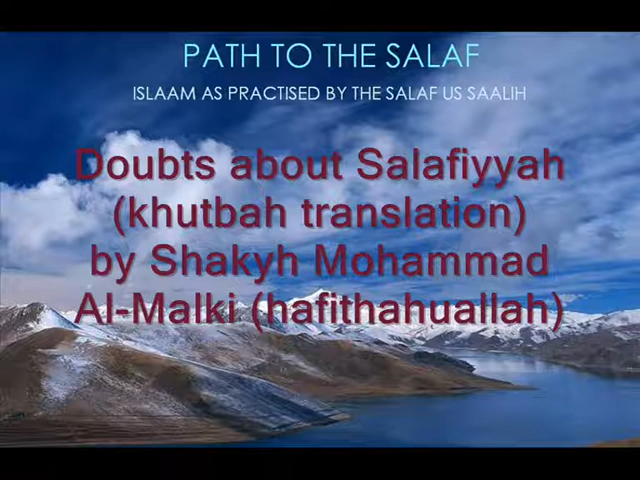 PATH TO THE SALAF
ISLAAM AS PRACTISED BY THE SALAF US SAALIH
Doubts about Salafiyyah
(khutbah translation)
by Shakyh Mohammad
Al-Malki (hafithahuallah)